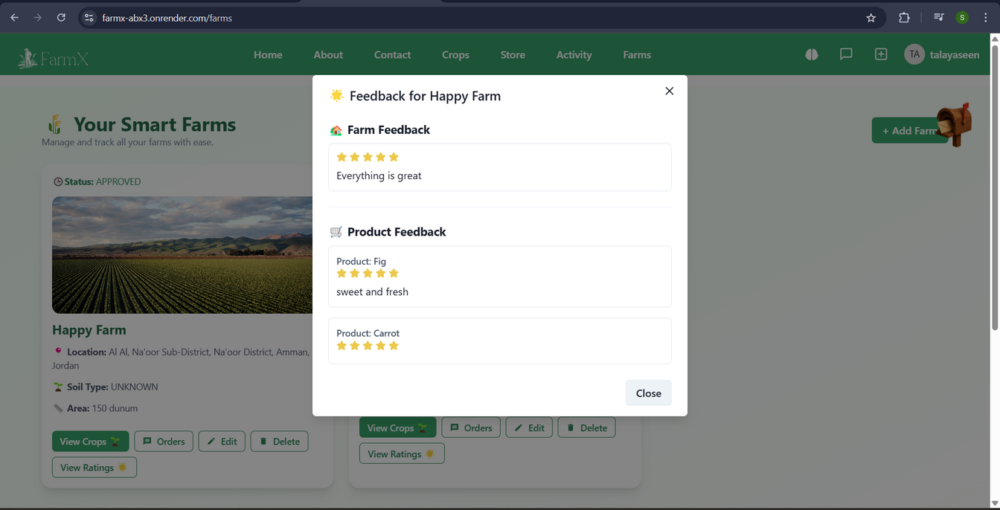 farmx-abx3.onrender.com/farms
S
FarmX
Home
About
Contact
Crops
Store
Activity
Farms
TA
talayaseen
Your Smart Farms
Manage and track all your farms with ease.
+ Add Farm
Status: APPROVED
Happy Farm
Location: Al Al, Na'oor Sub-District, Na'oor District, Amman,
Jordan
Soil Type: UNKNOWN
Area: 150 dunum
View Crops
Orders
Edit
Delete
View Ratings
Feedback for Happy Farm
Farm Feedback
Everything is great
Product Feedback
Product: Fig
sweet and fresh
Product: Carrot
Close
View Crops
Orders
Edit
Delete
View Ratings